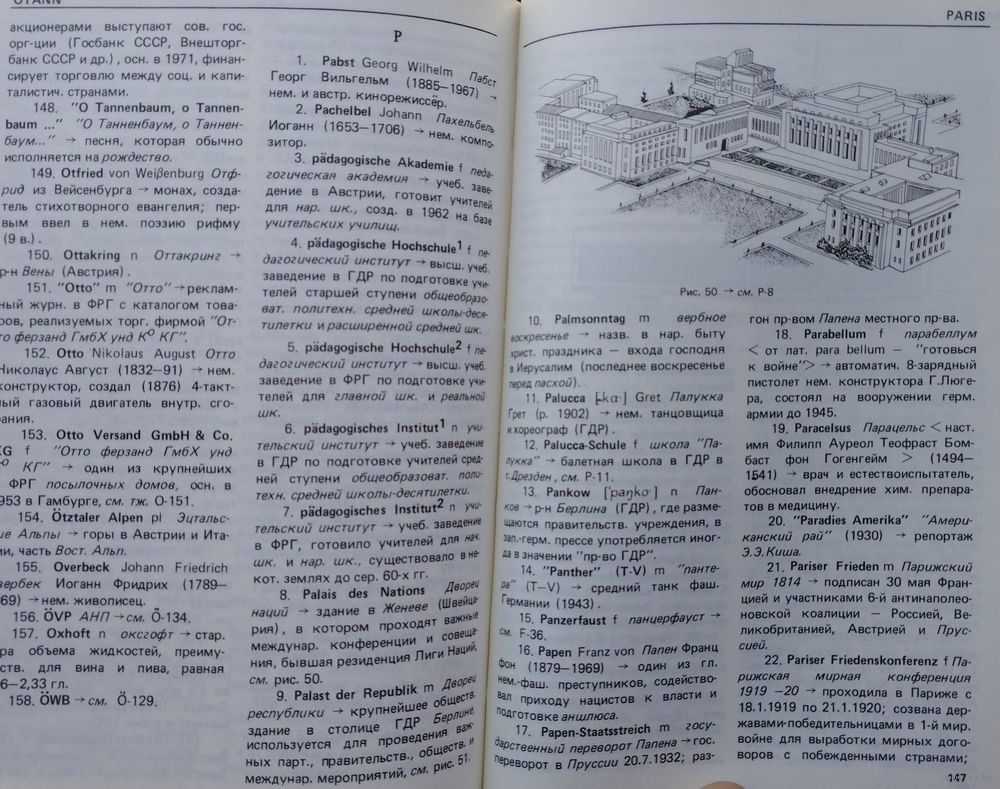 OTANN
акционерами выступают сов. гос.
орг-ции (Госбанк СССР, Внешторг-
банк СССР и др.), осн. в 1971, финан-
сирует торговлю между соц. и капи-
талистич. странами.
148. "O Tannenbaum, o Tannen-
baum ..." "О Танненбаум, о Таннен-
баум..." → песня, которая обычно
исполняется на рождество.
149. Otfried von Weißenburg Отф-
рид из Вейсенбурга → монах, созда-
тель стихотворного евангелия; пер-
вым ввел в нем. поэзию рифму
(9 в.).
150. Ottakring n Оттакринг →
р-н Вены (Австрия).
151. "Otto" m "Отто" → реклам-
ный журн. в ФРГ с каталогом това-
ров, реализуемых торг. фирмой "От-
то ферзанд ГмбХ унд К⁰ КГ".
152. Otto Nikolaus August Отто
Николаус Август (1832–91) → нем.
конструктор, создал (1876) 4-такт-
ный газовый двигатель внутр. сго-
рания.
153. Otto Versand GmbH & Co.
KG f "Отто ферзанд ГмбХ унд
К⁰ КГ" → один из крупнейших
в ФРГ посылочных домов, осн. в
1953 в Гамбурге, см. тж. O-151.
154. Ötztaler Alpen pl Эцтальс-
кие Альпы → горы в Австрии и Ита-
лии, часть Вост. Альп.
155. Overbeck Johann Friedrich
Овербек Иоганн Фридрих (1789–
1869) → нем. живописец.
156. ÖVP АНП → см. Ö-134.
157. Oxhoft n оксгофт → стар.
мера объема жидкостей, преиму-
ств. для вина и пива, равная
6–2,33 гл.
158. ÖWB → см. Ö-129.
P
1. Pabst Georg Wilhelm Пабст
Георг Вильгельм (1885–1967) →
нем. и австр. кинорежиссёр.
2. Pachelbel Johann Пахельбель
Иоганн (1653–1706) → нем. компо-
зитор.
3. pädagogische Akademie f педа-
гогическая академия → учеб. заве-
дение в Австрии, готовит учителей
для нар. шк., созд. в 1962 на базе
учительских училищ.
4. pädagogische Hochschule¹ f пе-
дагогический институт → высш. учеб.
заведение в ГДР по подготовке учи-
телей старшей ступени общеобразо-
ват. политехн. средней школы-деся-
тилетки и расширенной средней шк.
5. pädagogische Hochschule² f пе-
дагогический институт → высш. учеб.
заведение в ФРГ по подготовке учи-
телей для главной шк. и реальной
шк.
6. pädagogisches Institut¹ n учи-
тельский институт → учеб. заведение
в ГДР по подготовке учителей сред-
ней ступени общеобразоват. поли-
техн. средней школы-десятилетки.
7. pädagogisches Institut² n учи-
тельский институт → учеб. заведение
в ФРГ, готовило учителей для нач.
шк. и нар. шк., существовало в не-
кот. землях до сер. 60-х гг.
8. Palais des Nations Дворец
наций → здание в Женеве (Швейца-
рия), в котором проходят важные
междунар. конференции и совеща-
ния, бывшая резиденция Лиги Наций,
см. рис. 50.
9. Palast der Republik m Дворец
республики → крупнейшее обществ.
здание в столице ГДР Берлине,
используется для проведения важ-
ных парт., правительств., обществ. и
междунар. мероприятий, см. рис. 51.
PARIS
Рис. 50 → см. P-8
10. Palmsonntag m вербное
воскресенье → назв. в нар. быту
христ. праздника – входа господня
в Иерусалим (последнее воскресенье
перед пасхой).
11. Palucca [-ka] Gret Палукка
Грет (р. 1902) → нем. танцовщица
и хореограф (ГДР).
12. Palucca-Schule f школа "Па-
лукка" → балетная школа в ГДР в
г. Дрезден, см. P-11.
13. Pankow ['paŋko·] n Пан-
ков → р-н Берлина (ГДР), где разме-
щаются правительств. учреждения, в
зап.-герм. прессе употребляется иног-
да в значении "пр-во ГДР".
14. "Panther" (T-V) m "панте-
ра" (Т–V) → средний танк фаш.
Германии (1943).
15. Panzerfaust f панцерфауст →
см. F-36.
16. Papen Franz von Папен Франц
фон (1879–1969) → один из гл.
нем.-фаш. преступников, содейство-
вал приходу нацистов к власти и
подготовке аншлюса.
17. Papen-Staatsstreich m госу-
дарственный переворот Папена → гос.
переворот в Пруссии 20.7.1932; раз-
гон пр-вом Папена местного пр-ва.
18. Parabellum f парабеллум
< от лат. para bellum – "готовься
к войне" > → автоматич. 8-зарядный
пистолет нем. конструктора Г.Люге-
ра, состоял на вооружении герм.
армии до 1945.
19. Paracelsus Парацельс < наст.
имя Филипп Ауреол Теофраст Бом-
баст фон Гогенгейм > (1494–
1541) → врач и естествоиспытатель,
обосновал внедрение хим. препара-
тов в медицину.
20. "Paradies Amerika" "Амери-
канский рай" (1930) → репортаж
Э.Э.Киша.
21. Pariser Frieden m Парижский
мир 1814 → подписан 30 мая Фран-
цией и участниками 6-й антинаполе-
оновской коалиции – Россией, Ве-
ликобританией, Австрией и Прус-
сией.
22. Pariser Friedenskonferenz f Па-
рижская мирная конференция
1919 –20 → проходила в Париже с
18.1.1919 по 21.1.1920; созвана дер-
жавами-победительницами в 1-й мир.
войне для выработки мирных дого-
воров с побежденными странами;
147